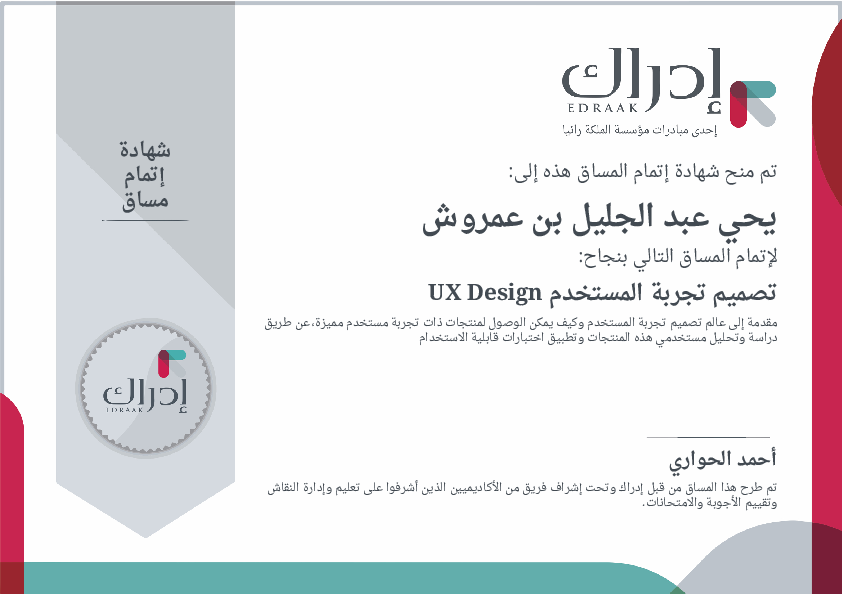 إدراك
EDRAAK
إحدى مبادرات مؤسسة الملكة رانيا
شهادة
إتمام
مساق
تم منح شهادة إتمام المساق هذه إلى:
يحي عبد الجليل بن عمروش
لإتمام المساق التالي بنجاح:
تصميم تجربة المستخدم UX Design
مقدمة إلى عالم تصميم تجربة المستخدم وكيف يمكن الوصول لمنتجات ذات تجربة مستخدم مميزة، عن طريق
دراسة وتحليل مستخدمي هذه المنتجات وتطبيق اختبارات قابلية الاستخدام
إدراك
EDRAAK
أحمد الحواري
تم طرح هذا المساق من قبل إدراك وتحت إشراف فريق من الأكاديميين الذين أشرفوا على تعليم وإدارة النقاش
وتقييم الأجوبة والامتحانات.